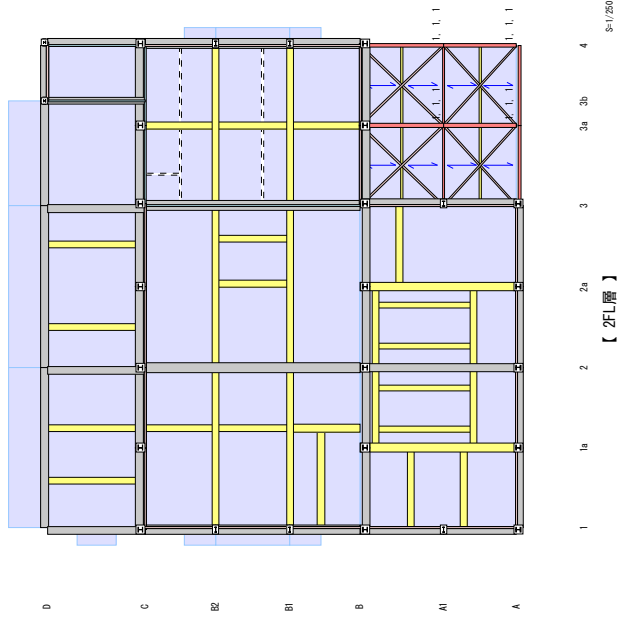 1, 1, 1
1, 1, 1
1, 1, 1
1, 1, 1
S=1/250
4
3b
3a
3
2a
2
1a
1
【 2FL層 】
D
C
B2
B1
B
A1
A